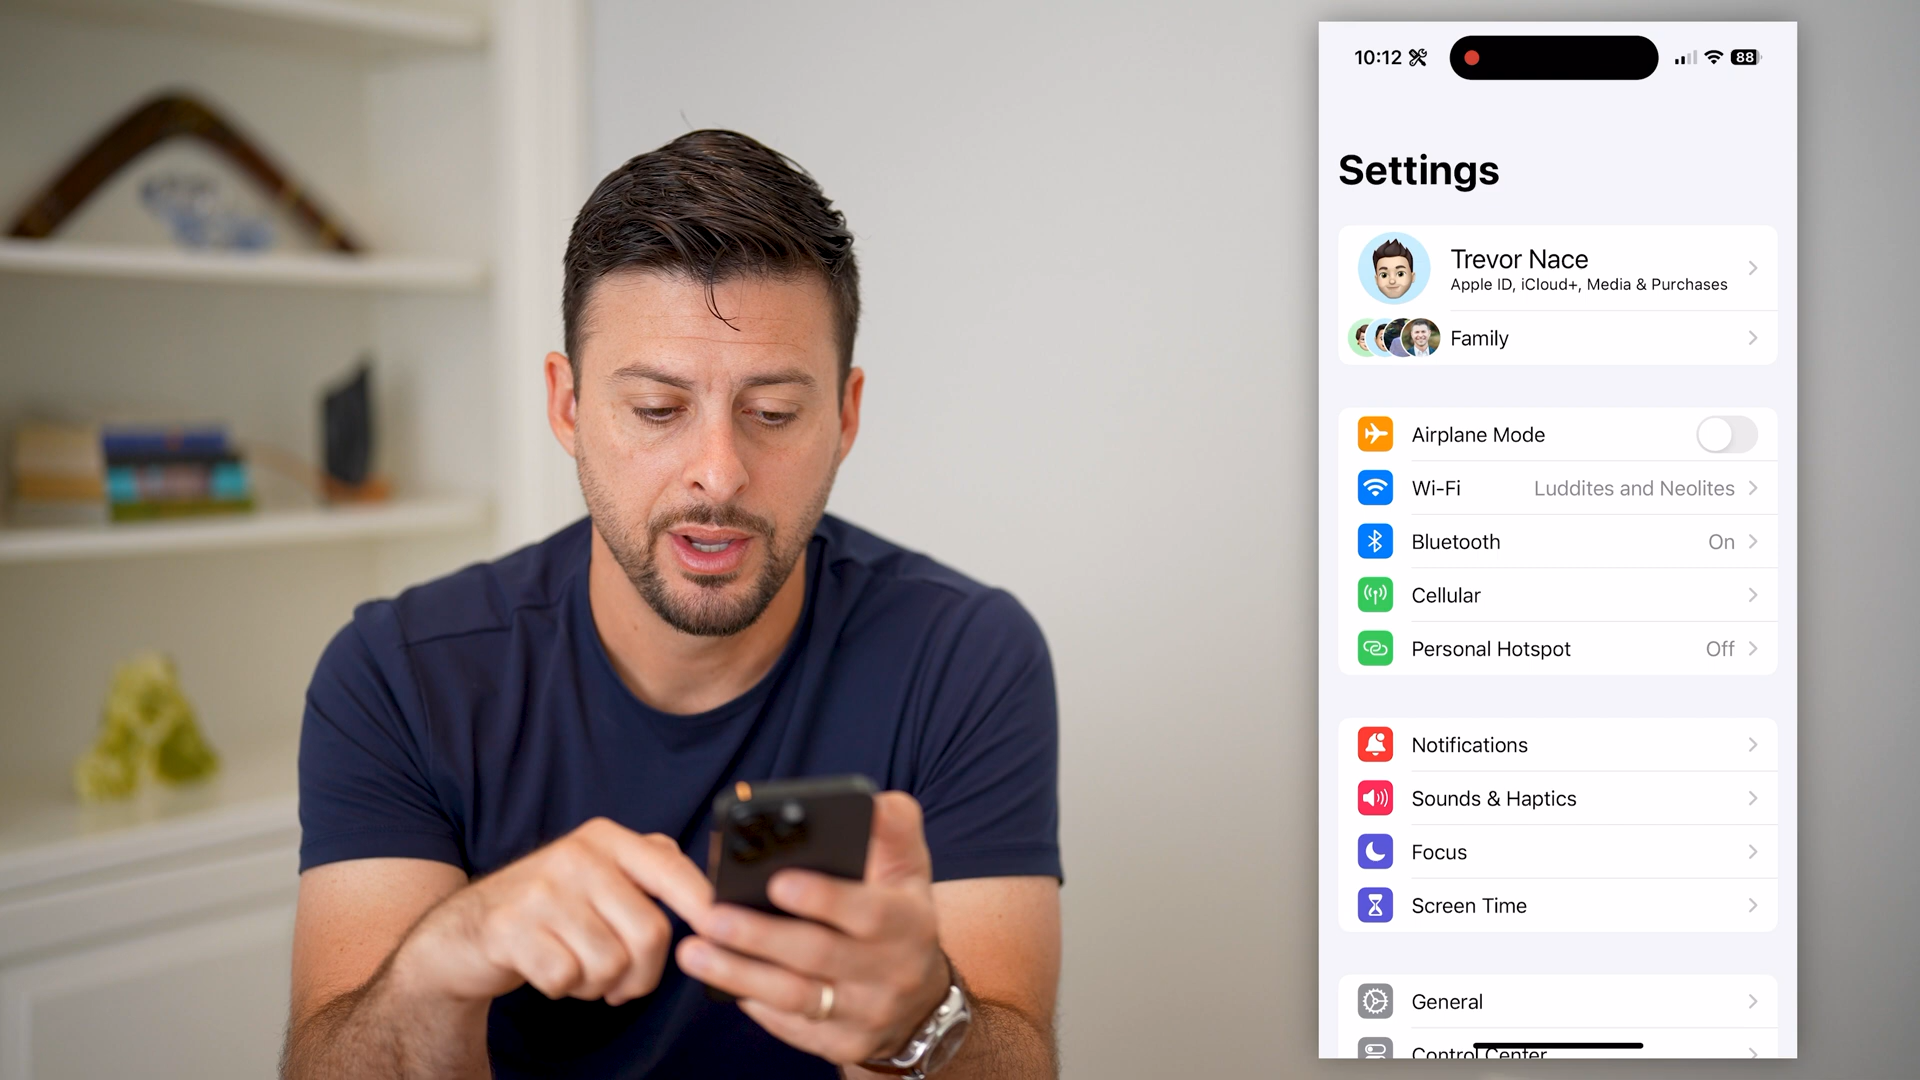 10:12
88
Settings
Trevor Nace
Apple ID, iCloud+, Media & Purchases
Family
Airplane Mode
Wi-Fi Luddites and Neolites
Bluetooth On
Cellular
Personal Hotspot Off
Notifications
Sounds & Haptics
Focus
Screen Time
General
Control Center